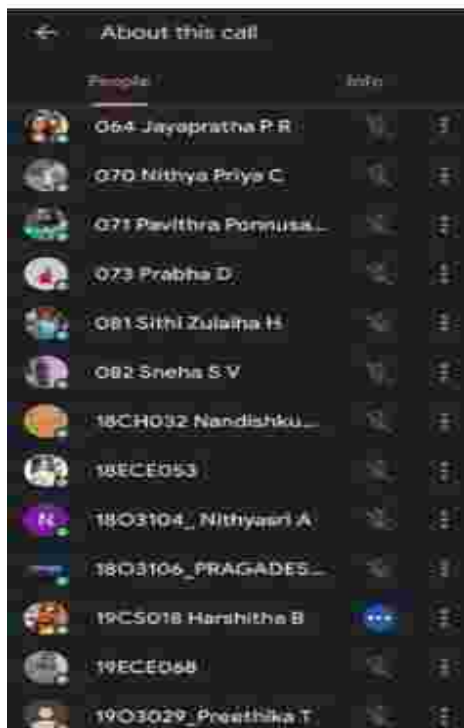 About this call
People Info
064 Jayapratha P R
070 Nithya Priya C
071 Pavithra Ponnusa...
073 Prabha D
081 Sithi Zulaiha H
082 Sneha S V
18CH032 Nandishku...
18ECE053
N 18O3104_ Nithyasri A
18O3106_PRAGADES...
19CS018 Harshitha B
19ECE068
19O3029_Preethika T